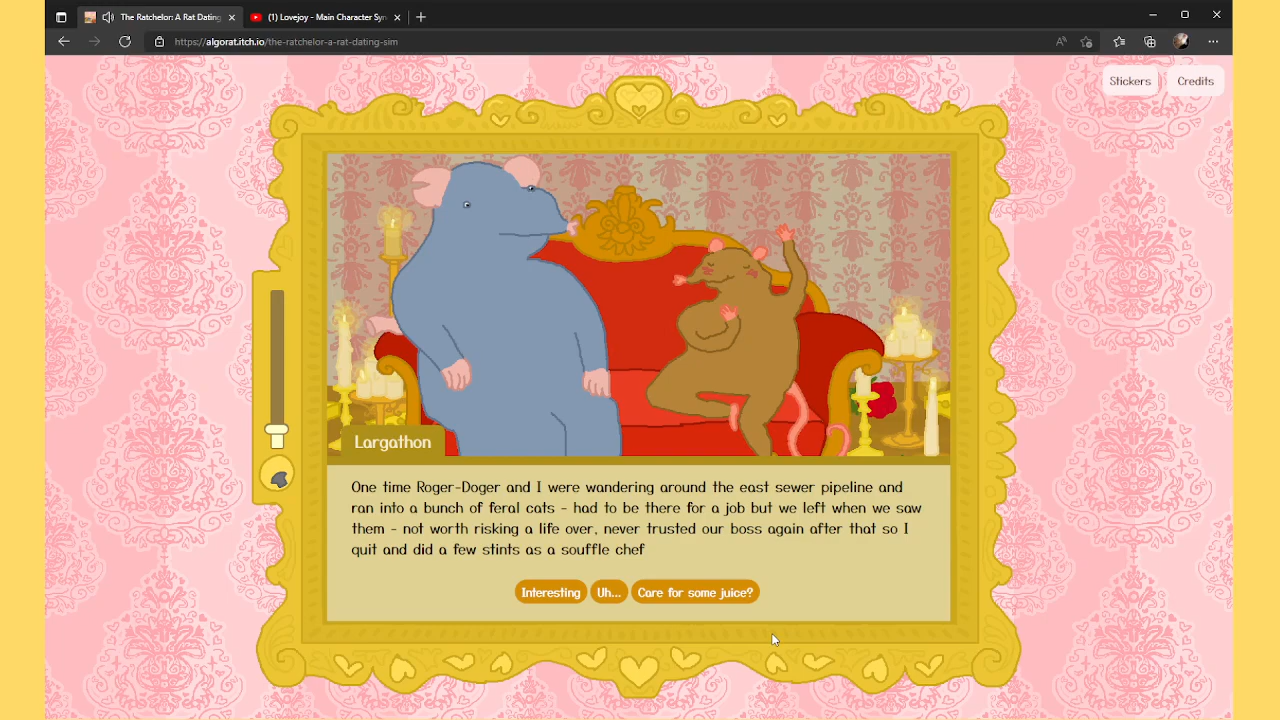 The Ratchelor: A Rat Dating
(1) Lovejoy - Main Character Syn
https://algorat.itch.io/the-ratchelor-a-rat-dating-sim
Stickers
Credits
Largathon
One time Roger-Doger and I were wandering around the east sewer pipeline and
ran into a bunch of feral cats - had to be there for a job but we left when we saw
them - not worth risking a life over, never trusted our boss again after that so I
quit and did a few stints as a souffle chef
Interesting
Uh...
Care for some juice?